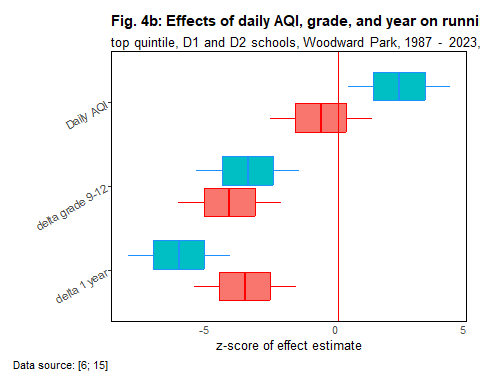 Fig. 4b: Effects of daily AQI, grade, and year on runni
top quintile, D1 and D2 schools, Woodward Park, 1987 - 2023,
Daily AQI
delta grade 9-12
delta 1 year
-5 0 5
z-score of effect estimate
Data source: [6; 15]